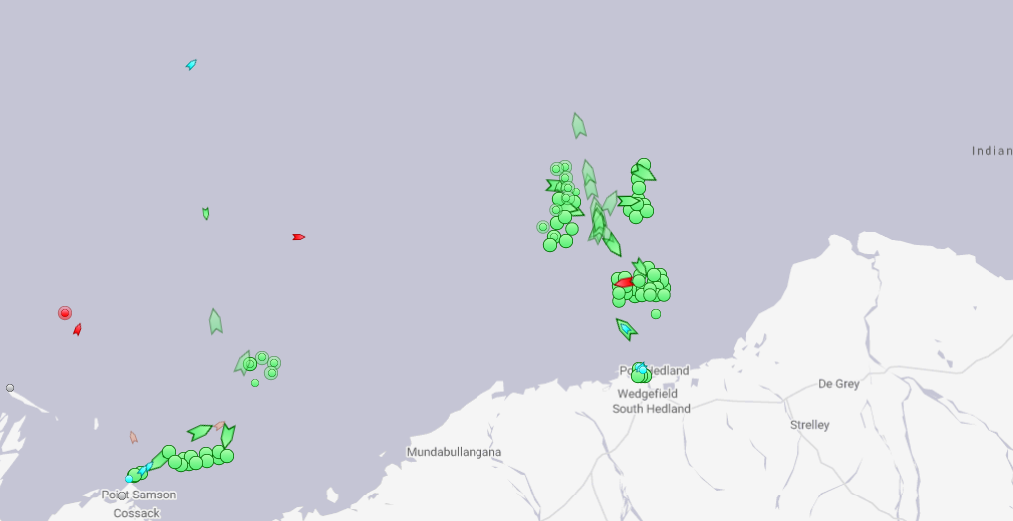 Indian
Port Hedland
Wedgefield
South Hedland
De Grey
Strelley
Mundabullangana
Point Samson
Cossack